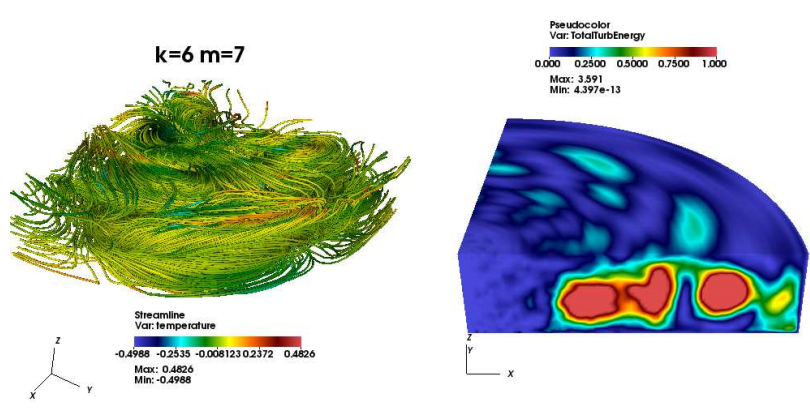 k=6 m=7
Streamline
Var: temperature
-0.4988 -0.2535 -0.008123 0.2372 0.4826
Max: 0.4826
Min: -0.4988
Z
X
Y
Pseudocolor
Var: TotalTurbEnergy
0.000 0.2500 0.5000 0.7500 1.000
Max: 3.591
Min: 4.397e-13
Z
Y
X